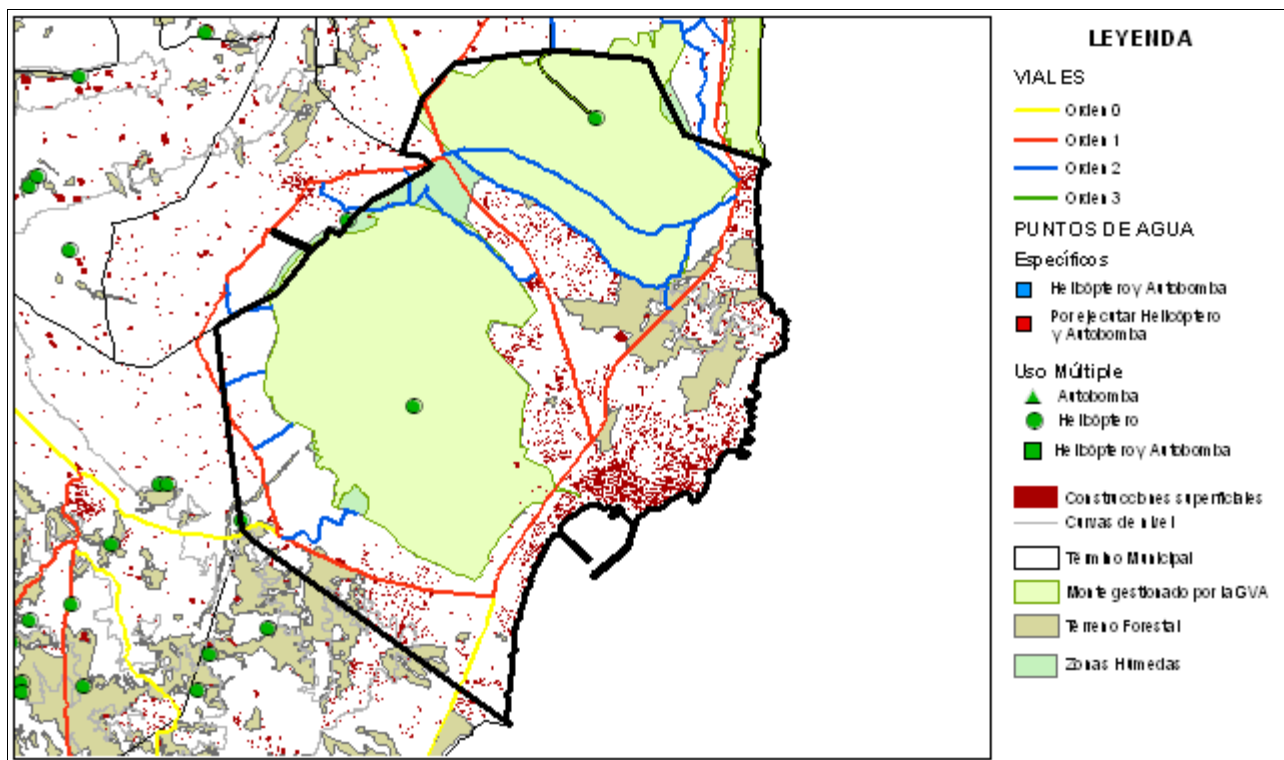 LEYENDA
VIALES
Orden 0
Orden 1
Orden 2
Orden 3
PUNTOS DE AGUA
Específicos
Helicóptero y Autobomba
Por ejecutar Helicóptero
y Autobomba
Uso Múltiple
Autobomba
Helicóptero
Helicóptero y Autobomba
Construcciones superficiales
Curvas de nivel
Término Municipal
Monte gestionado por la GVA
Terreno Forestal
Zonas Húmedas